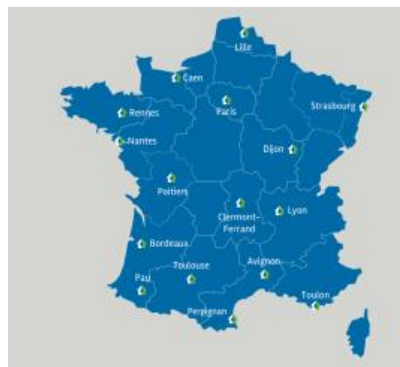 Lille
Caen
Paris
Strasbourg
Rennes
Nantes
Dijon
Poitiers
Clermont-
Ferrand
Lyon
Bordeaux
Toulouse
Avignon
Pau
Toulon
Perpignan